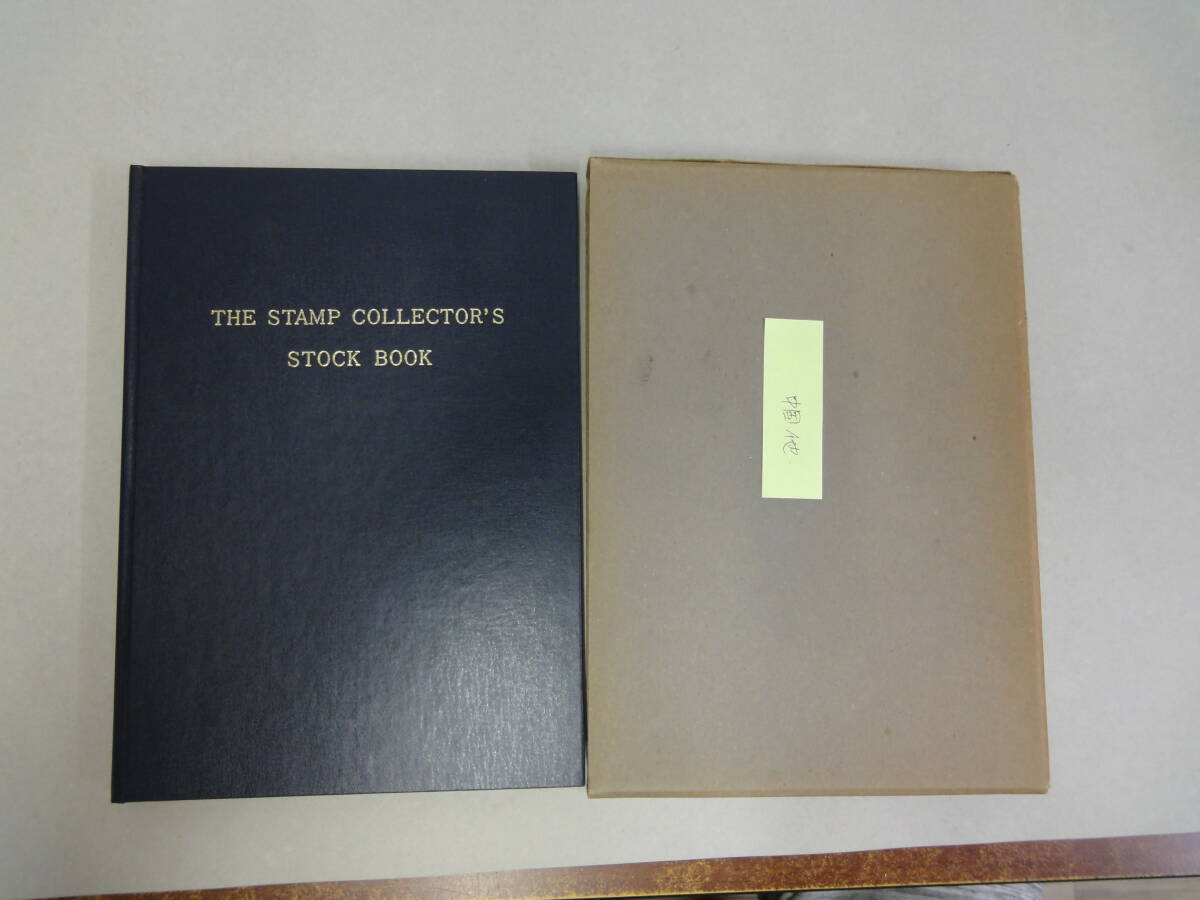 THE STAMP COLLECTOR'S
STOCK BOOK
中国他